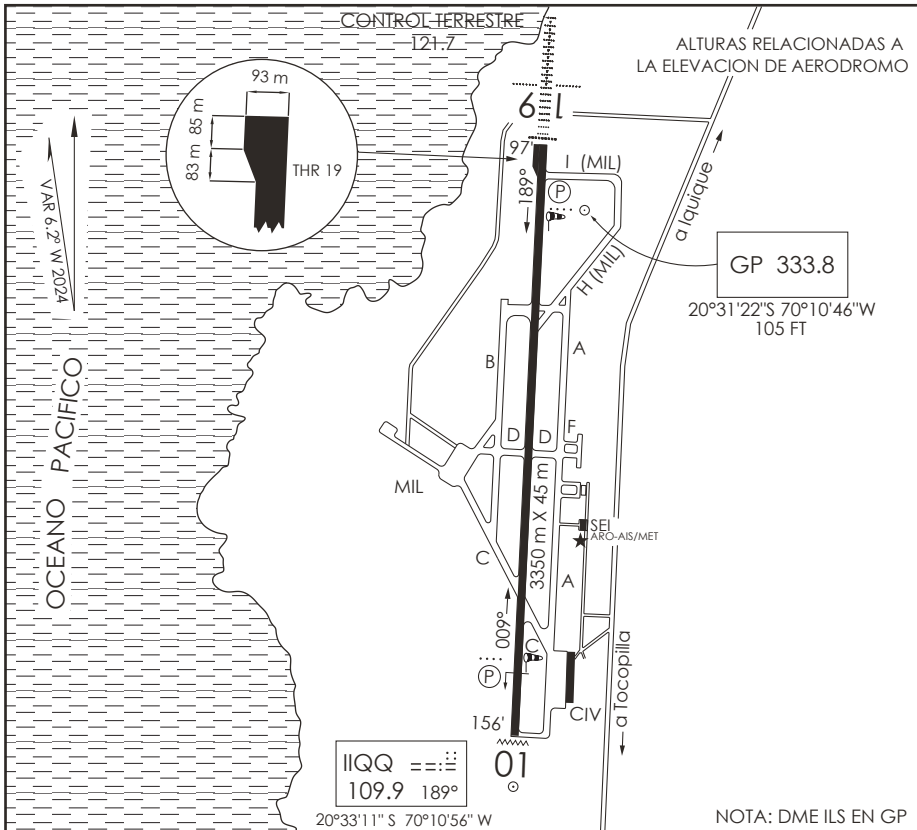 CONTROL TERRESTRE
121.7
ALTURAS RELACIONADAS A
LA ELEVACION DE AERODROMO
93 m
85 m
83 m
THR 19
VAR 6.2° W 2024
19
97'
I (MIL)
P
189°
H (MIL)
a Iquique
GP 333.8
20°31'22"S 70°10'46"W
105 FT
OCEANO PACIFICO
B
A
D
D
F
MIL
3350 m X 45 m
SEI
ARO-AIS/MET
C
A
009°
C
P
a Tocopilla
156'
CIV
01
IIQQ
109.9 189°
20°33'11" S 70°10'56" W
NOTA: DME ILS EN GP